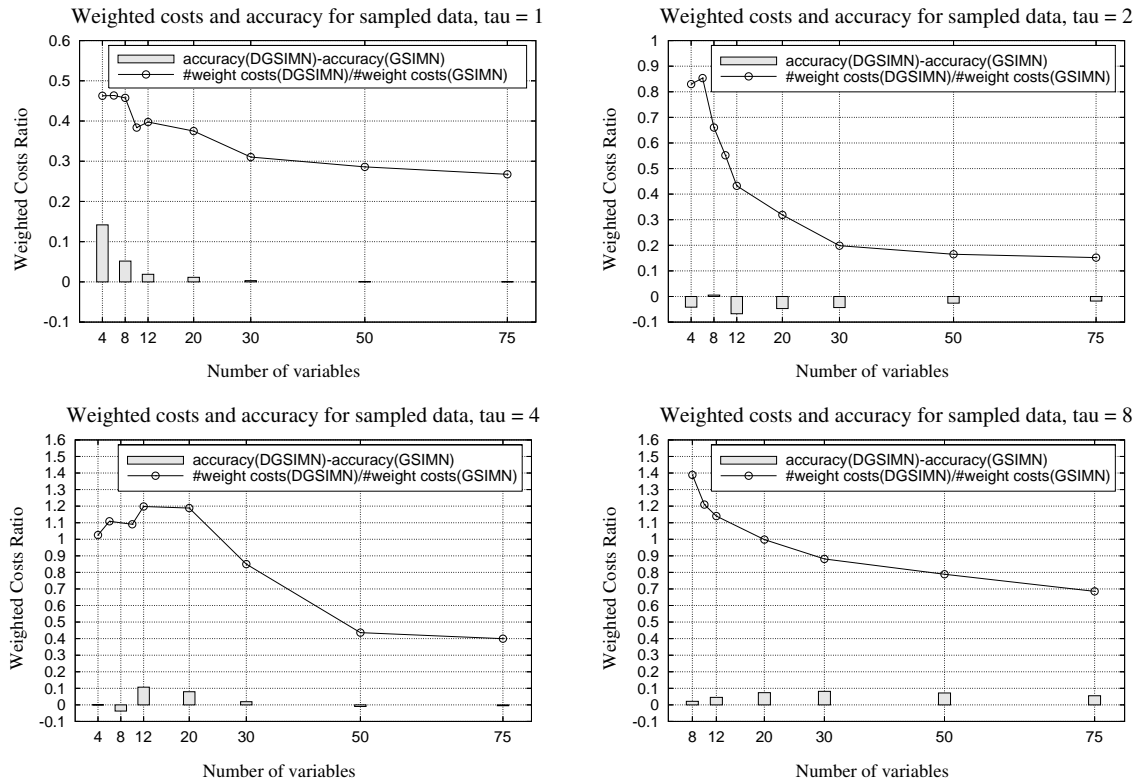 Weighted costs and accuracy for sampled data, tau = 1
accuracy(DGSIMN)-accuracy(GSIMN)
#weight costs(DGSIMN)/#weight costs(GSIMN)
Weighted Costs Ratio
0.6
0.5
0.4
0.3
0.2
0.1
0
-0.1
4 8 12 20 30 50 75
Number of variables
Weighted costs and accuracy for sampled data, tau = 2
accuracy(DGSIMN)-accuracy(GSIMN)
#weight costs(DGSIMN)/#weight costs(GSIMN)
Weighted Costs Ratio
1
0.9
0.8
0.7
0.6
0.5
0.4
0.3
0.2
0.1
0
-0.1
4 8 12 20 30 50 75
Number of variables
Weighted costs and accuracy for sampled data, tau = 4
accuracy(DGSIMN)-accuracy(GSIMN)
#weight costs(DGSIMN)/#weight costs(GSIMN)
Weighted Costs Ratio
1.6
1.5
1.4
1.3
1.2
1.1
1
0.9
0.8
0.7
0.6
0.5
0.4
0.3
0.2
0.1
0
-0.1
4 8 12 20 30 50 75
Number of variables
Weighted costs and accuracy for sampled data, tau = 8
accuracy(DGSIMN)-accuracy(GSIMN)
#weight costs(DGSIMN)/#weight costs(GSIMN)
Weighted Costs Ratio
1.6
1.5
1.4
1.3
1.2
1.1
1
0.9
0.8
0.7
0.6
0.5
0.4
0.3
0.2
0.1
0
-0.1
8 12 20 30 50 75
Number of variables